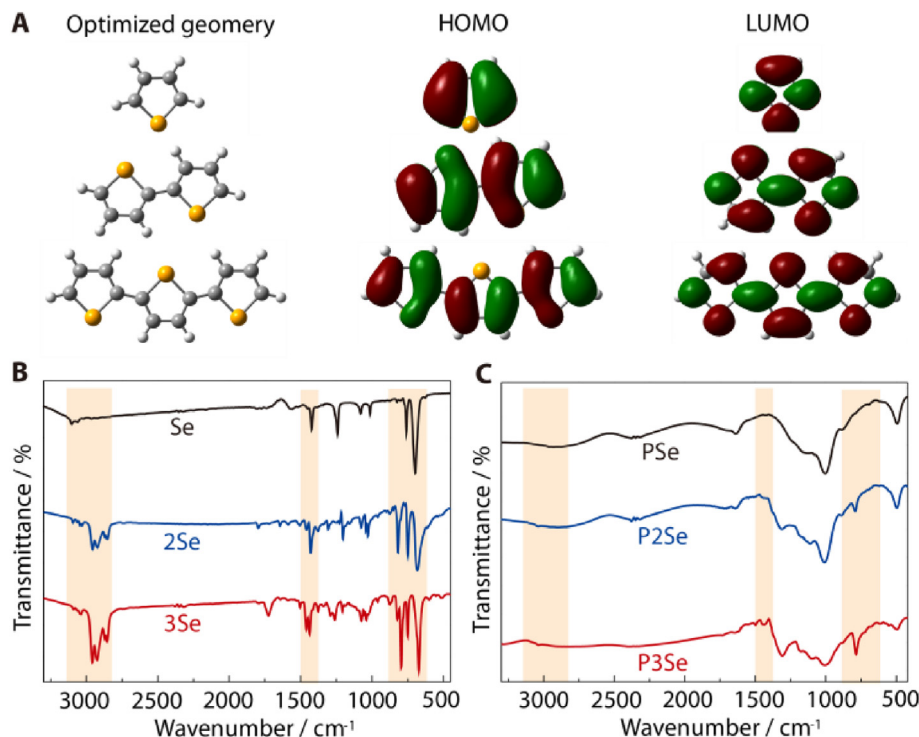 A
Optimized geomery
HOMO
LUMO
B
C
Se
2Se
3Se
PSe
P2Se
P3Se
Transmittance / %
Transmittance / %
3000 2500 2000 1500 1000 500
3000 2500 2000 1500 1000 500
Wavenumber / cm⁻¹
Wavenumber / cm⁻¹